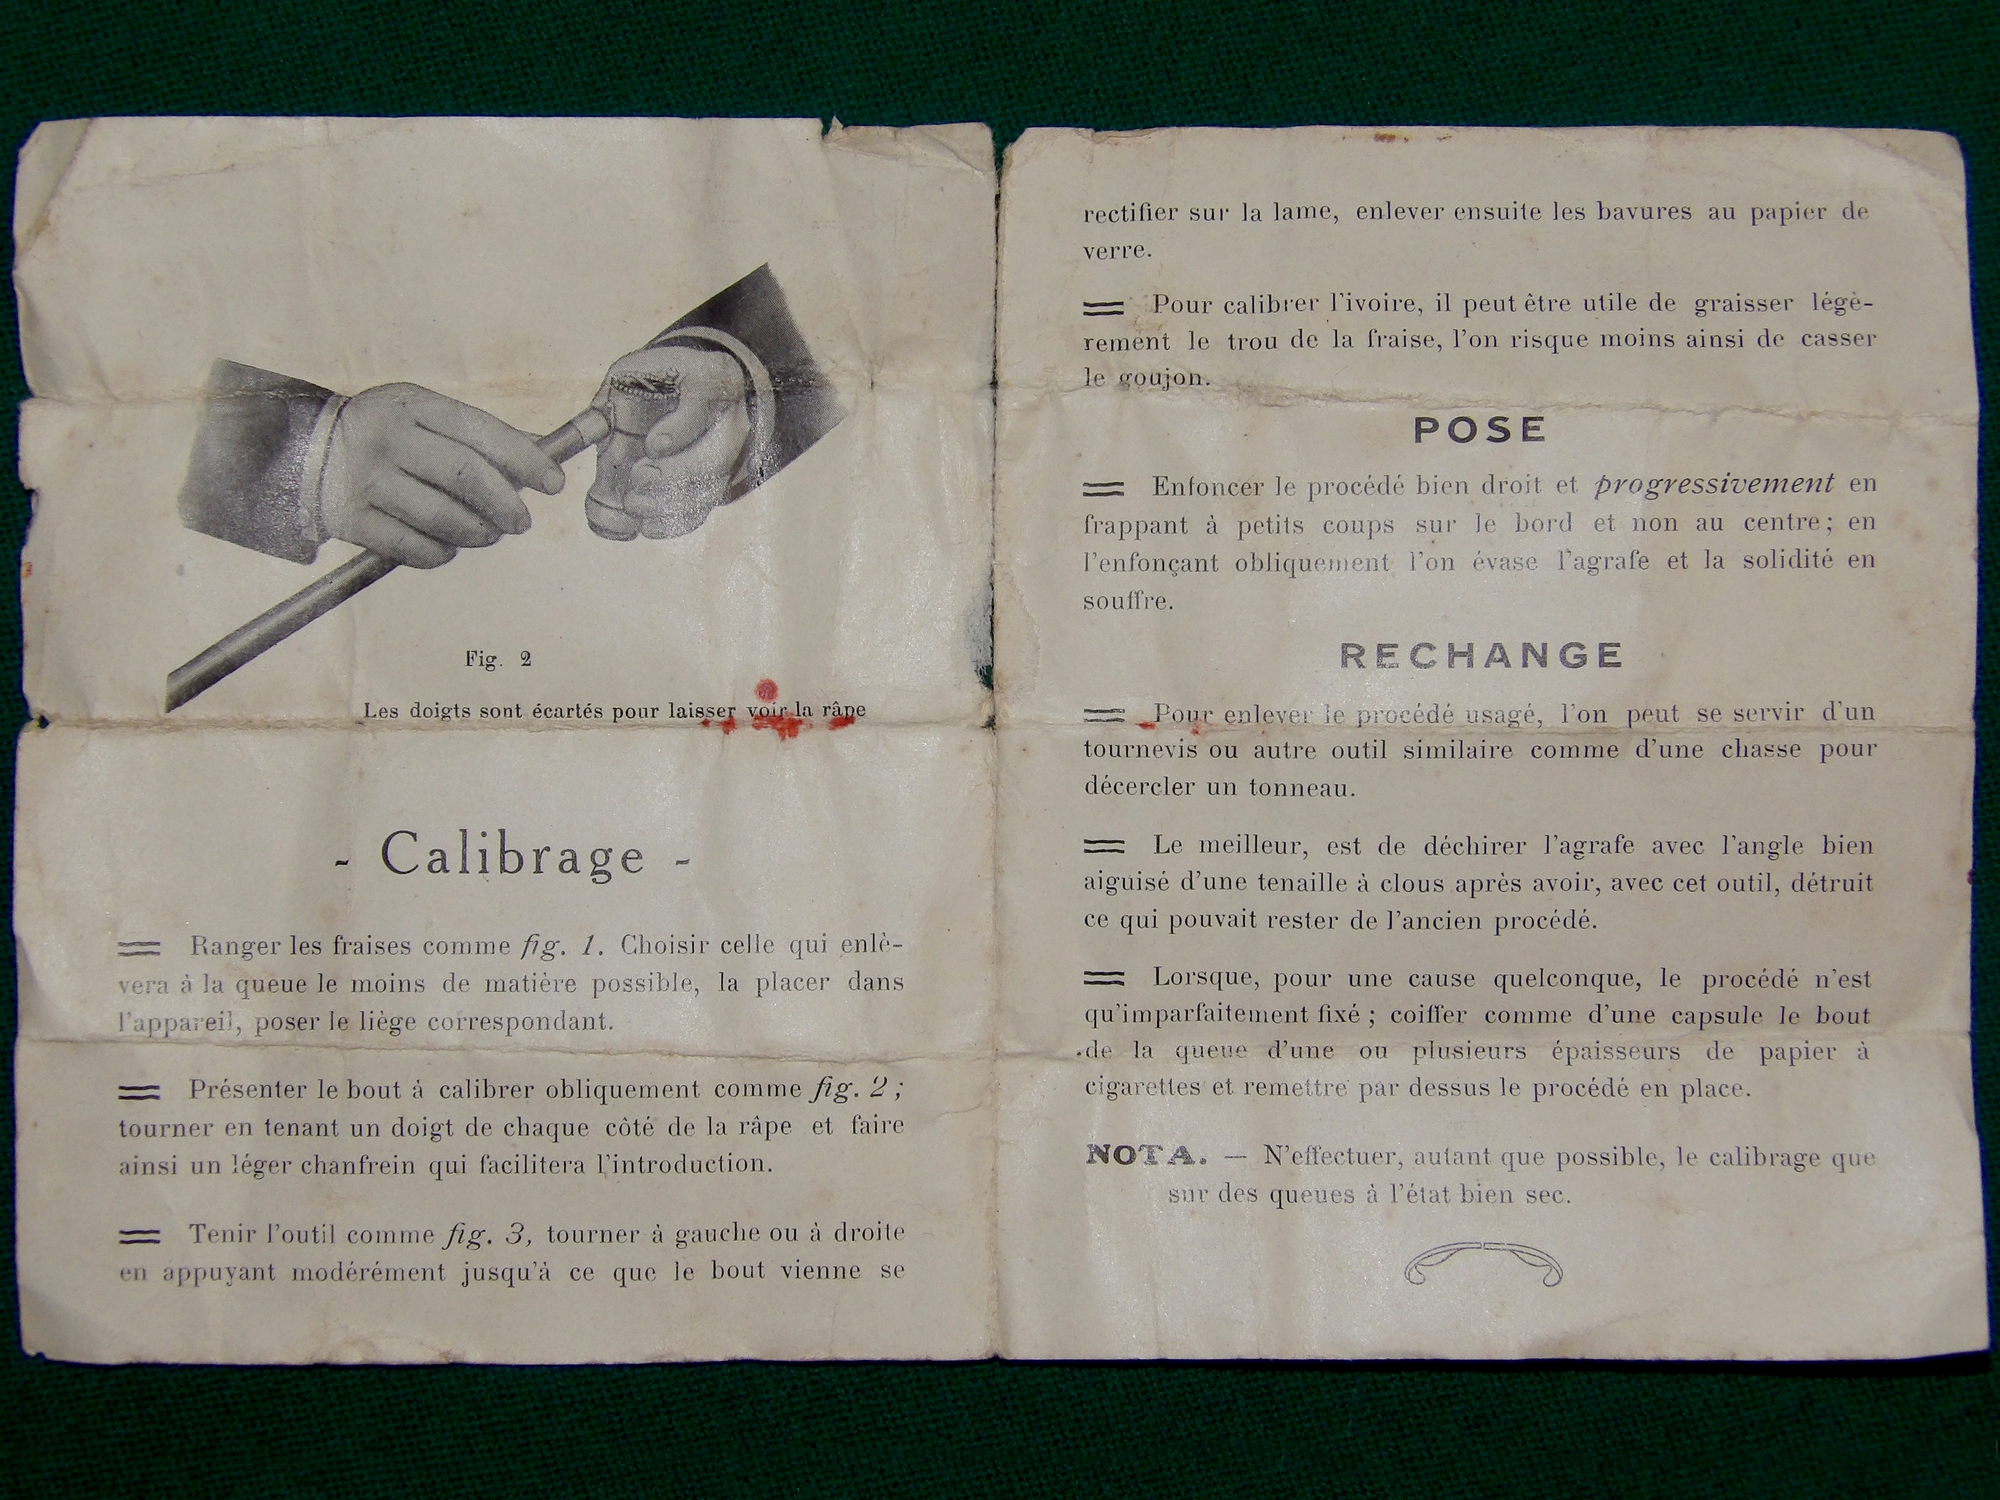 Fig. 2
Les doigts sont écartés pour laisser voir la râpe
- Calibrage -
= Ranger les fraises comme fig. 1. Choisir celle qui enlè-
vera à la queue le moins de matière possible, la placer dans
l'appareil, poser le liège correspondant.
= Présenter le bout à calibrer obliquement comme fig. 2 ;
tourner en tenant un doigt de chaque côté de la râpe et faire
ainsi un léger chanfrein qui facilitera l'introduction.
= Tenir l'outil comme fig. 3, tourner à gauche ou à droite
en appuyant modérément jusqu'à ce que le bout vienne se
rectifier sur la lame, enlever ensuite les bavures au papier de
verre.
= Pour calibrer l'ivoire, il peut être utile de graisser légè-
rement le trou de la fraise, l'on risque moins ainsi de casser
le goujon.
POSE
= Enfoncer le procédé bien droit et progressivement en
frappant à petits coups sur le bord et non au centre ; en
l'enfonçant obliquement l'on évase l'agrafe et la solidité en
souffre.
RECHANGE
= Pour enlever le procédé usagé, l'on peut se servir d'un
tournevis ou autre outil similaire comme d'une chasse pour
décercler un tonneau.
= Le meilleur, est de déchirer l'agrafe avec l'angle bien
aiguisé d'une tenaille à clous après avoir, avec cet outil, détruit
ce qui pouvait rester de l'ancien procédé.
= Lorsque, pour une cause quelconque, le procédé n'est
qu'imparfaitement fixé ; coiffer comme d'une capsule le bout
de la queue d'une ou plusieurs épaisseurs de papier à
cigarettes et remettre par dessus le procédé en place.
NOTA. — N'effectuer, autant que possible, le calibrage que
sur des queues à l'état bien sec.